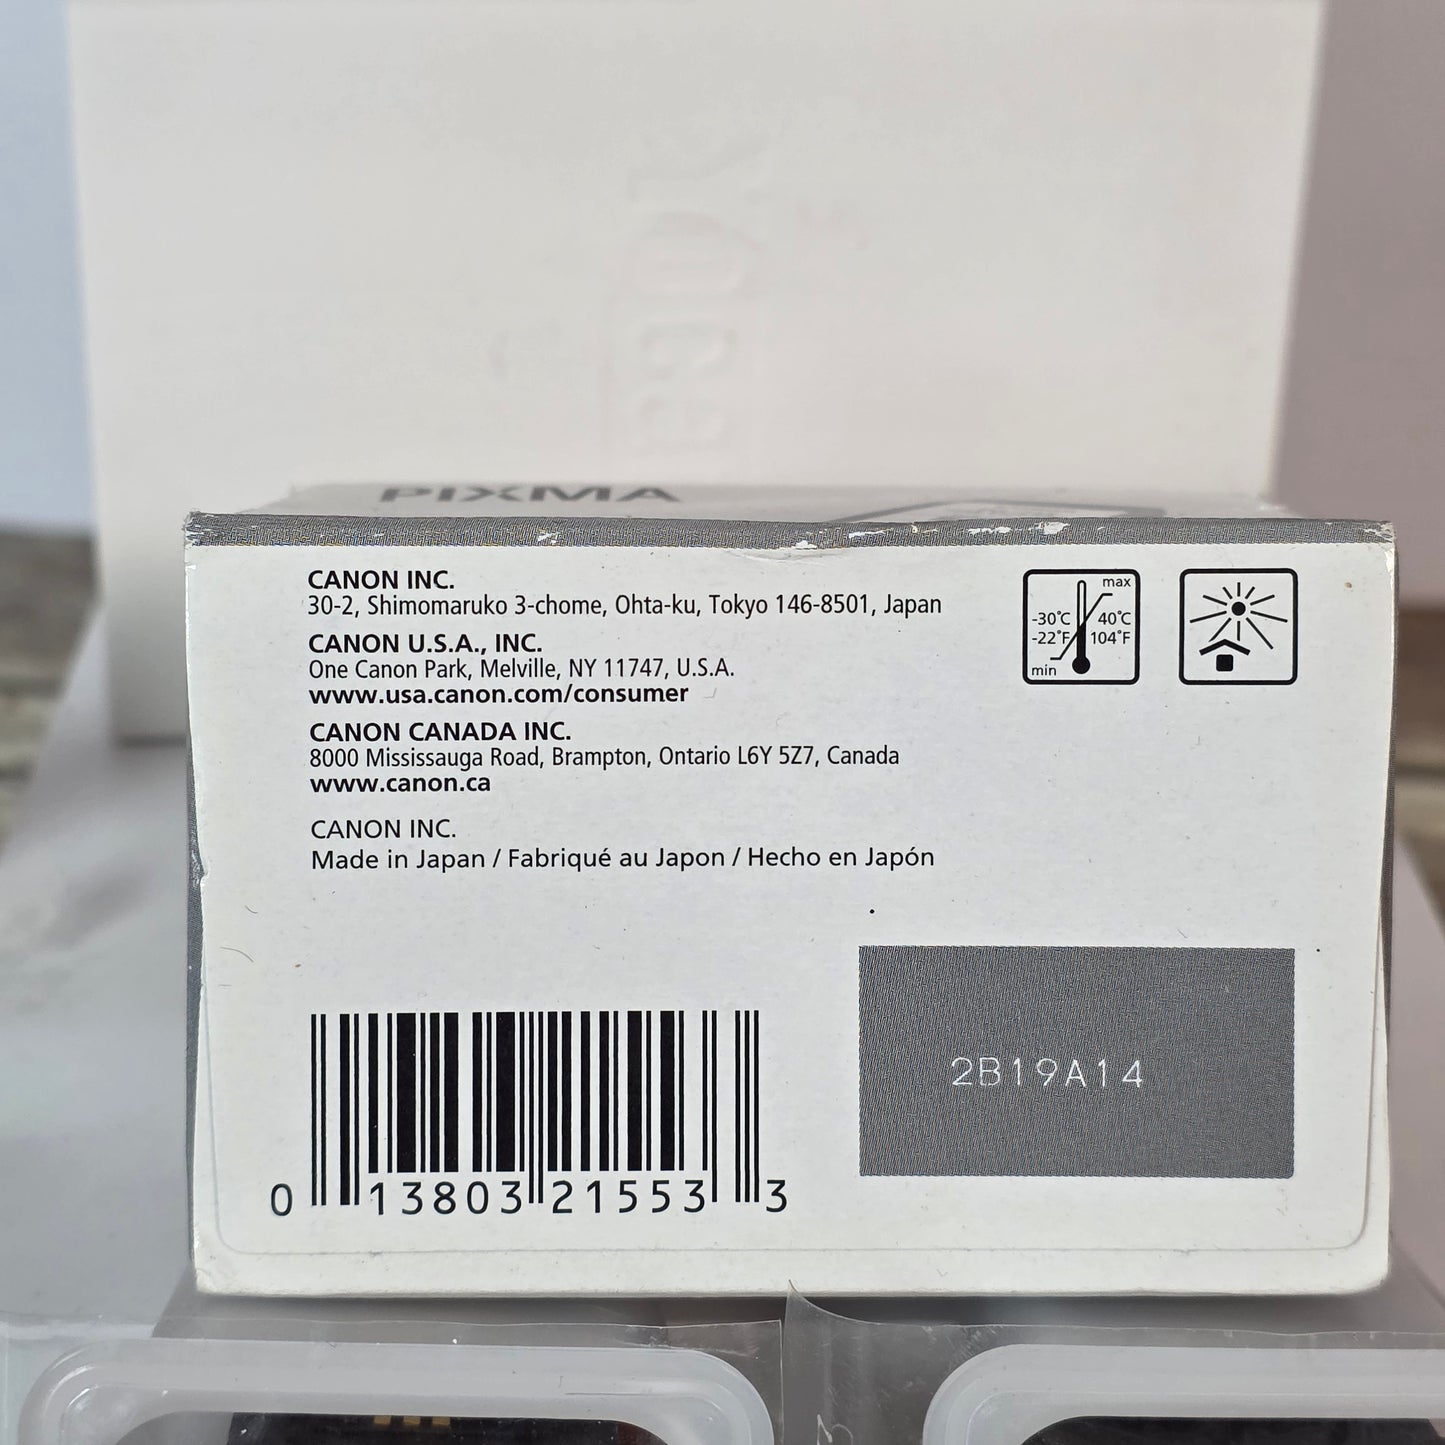 PIXMA
CANON INC.
30-2, Shimomaruko 3-chome, Ohta-ku, Tokyo 146-8501, Japan
CANON U.S.A., INC.
One Canon Park, Melville, NY 11747, U.S.A.
www.usa.canon.com/consumer
CANON CANADA INC.
8000 Mississauga Road, Brampton, Ontario L6Y 5Z7, Canada
www.canon.ca
CANON INC.
Made in Japan / Fabriqué au Japon / Hecho en Japón
max
-30°C 40°C
-22°F 104°F
min
2B19A14
0 13803 21553 3